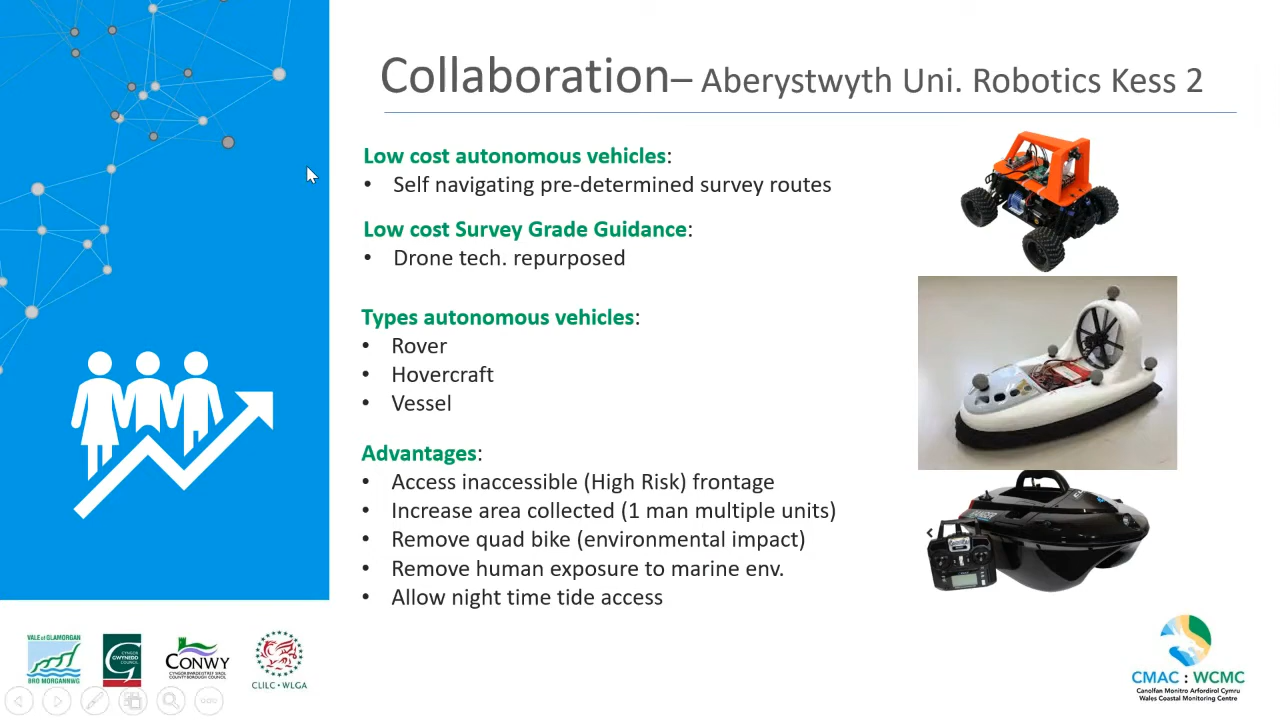 Collaboration– Aberystwyth Uni. Robotics Kess 2
Low cost autonomous vehicles:
• Self navigating pre-determined survey routes
Low cost Survey Grade Guidance:
• Drone tech. repurposed
Types autonomous vehicles:
• Rover
• Hovercraft
• Vessel
Advantages:
• Access inaccessible (High Risk) frontage
• Increase area collected (1 man multiple units)
• Remove quad bike (environmental impact)
• Remove human exposure to marine env.
• Allow night time tide access
VALE of GLAMORGAN
BRO MORGANNWG
CYNGOR
GWYNEDD
COUNCIL
CONWY
CYNGOR BWRDEISTREF SIROL
COUNTY BOROUGH COUNCIL
CLILC • WLGA
CMAC : WCMC
Canolfan Monitro Arfordirol Cymru
Wales Coastal Monitoring Centre